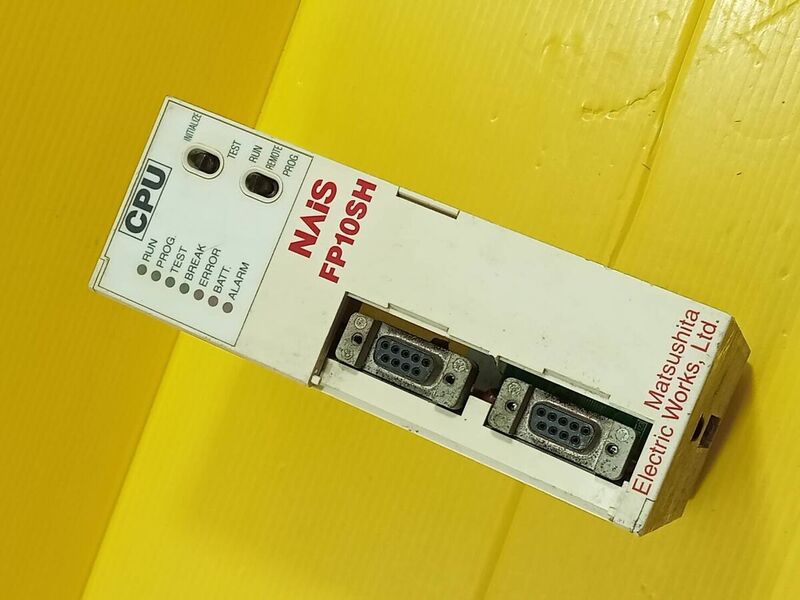 CPU
INITIALIZE
TEST
RUN
REMOTE
PROG.
RUN
PROG.
TEST
BREAK
ERROR
BATT.
ALARM
NAiS
FP10SH
Matsushita
Electric Works, Ltd.